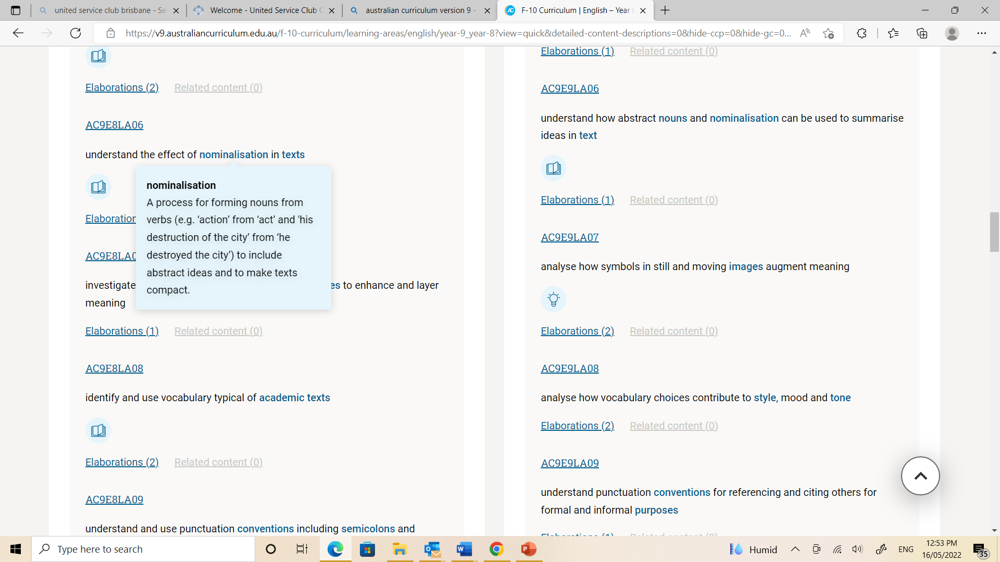 united service club brisbane - Se
Welcome - United Service Club
australian curriculum version 9 -
F-10 Curriculum | English – Year
https://v9.australiancurriculum.edu.au/f-10-curriculum/learning-areas/english/year-9_year-8?view=quick&detailed-content-descriptions=0&hide-ccp=0&hide-gc=0...
Elaborations (2) Related content (0)
AC9E8LA06
understand the effect of nominalisation in texts
nominalisation
A process for forming nouns from
verbs (e.g. ‘action’ from ‘act’ and 'his
destruction of the city’ from ‘he
destroyed the city’) to include
abstract ideas and to make texts
compact.
Elaboration
AC9E8LA0
investigate es to enhance and layer
meaning
Elaborations (1) Related content (0)
AC9E8LA08
identify and use vocabulary typical of academic texts
Elaborations (2) Related content (0)
AC9E8LA09
understand and use punctuation conventions including semicolons and
Elaborations (1) Related content (0)
AC9E9LA06
understand how abstract nouns and nominalisation can be used to summarise
ideas in text
Elaborations (1) Related content (0)
AC9E9LA07
analyse how symbols in still and moving images augment meaning
Elaborations (2) Related content (0)
AC9E9LA08
analyse how vocabulary choices contribute to style, mood and tone
Elaborations (2) Related content (0)
AC9E9LA09
understand punctuation conventions for referencing and citing others for
formal and informal purposes
Elaborations (1) Related content (0)
Type here to search
Humid
ENG
12:53 PM
16/05/2022
35